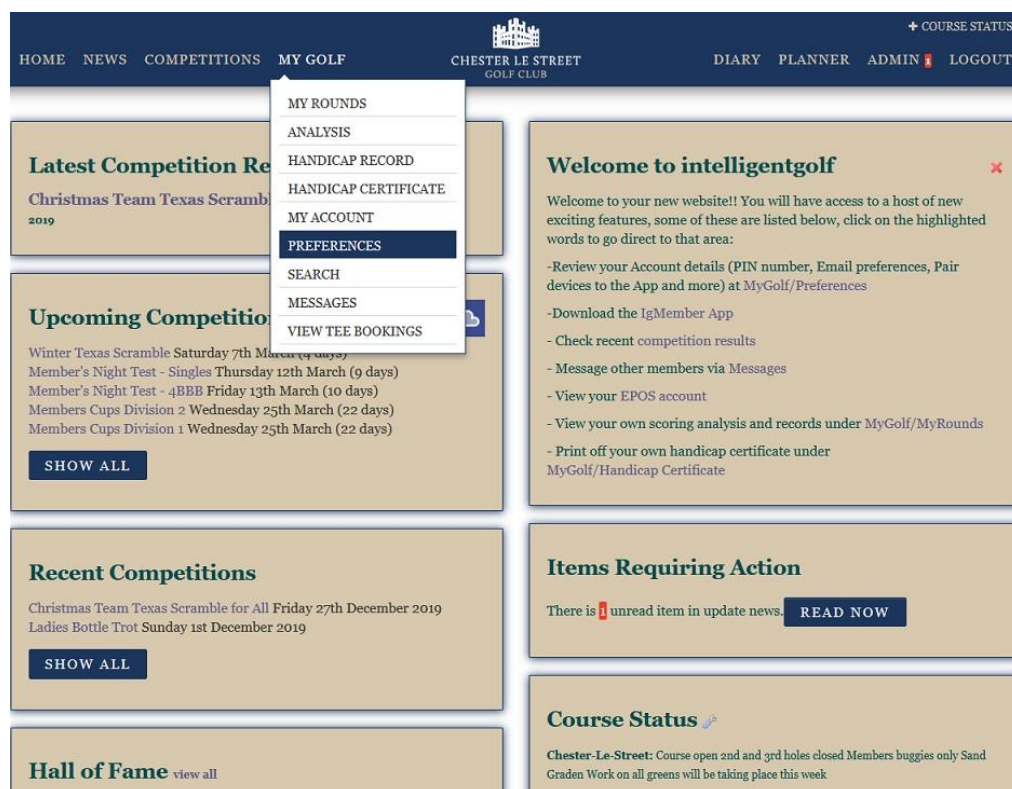 + COURSE STATUS
HOME NEWS COMPETITIONS MY GOLF
CHESTER LE STREET
GOLF CLUB
DIARY PLANNER ADMIN 1 LOGOUT
MY ROUNDS
ANALYSIS
HANDICAP RECORD
HANDICAP CERTIFICATE
MY ACCOUNT
PREFERENCES
SEARCH
MESSAGES
VIEW TEE BOOKINGS
Latest Competition Re
Christmas Team Texas Scramb
2019
Upcoming Competitio
Winter Texas Scramble Saturday 7th March (4 days)
Member's Night Test - Singles Thursday 12th March (9 days)
Member's Night Test - 4BBB Friday 13th March (10 days)
Members Cups Division 2 Wednesday 25th March (22 days)
Members Cups Division 1 Wednesday 25th March (22 days)
SHOW ALL
Recent Competitions
Christmas Team Texas Scramble for All Friday 27th December 2019
Ladies Bottle Trot Sunday 1st December 2019
SHOW ALL
Hall of Fame view all
Welcome to intelligentgolf
Welcome to your new website!! You will have access to a host of new
exciting features, some of these are listed below, click on the highlighted
words to go direct to that area:
-Review your Account details (PIN number, Email preferences, Pair
devices to the App and more) at MyGolf/Preferences
-Download the IgMember App
- Check recent competition results
- Message other members via Messages
- View your EPOS account
- View your own scoring analysis and records under MyGolf/MyRounds
- Print off your own handicap certificate under
MyGolf/Handicap Certificate
Items Requiring Action
There is 1 unread item in update news. READ NOW
Course Status
Chester-Le-Street: Course open 2nd and 3rd holes closed Members buggies only Sand
Graden Work on all greens will be taking place this week